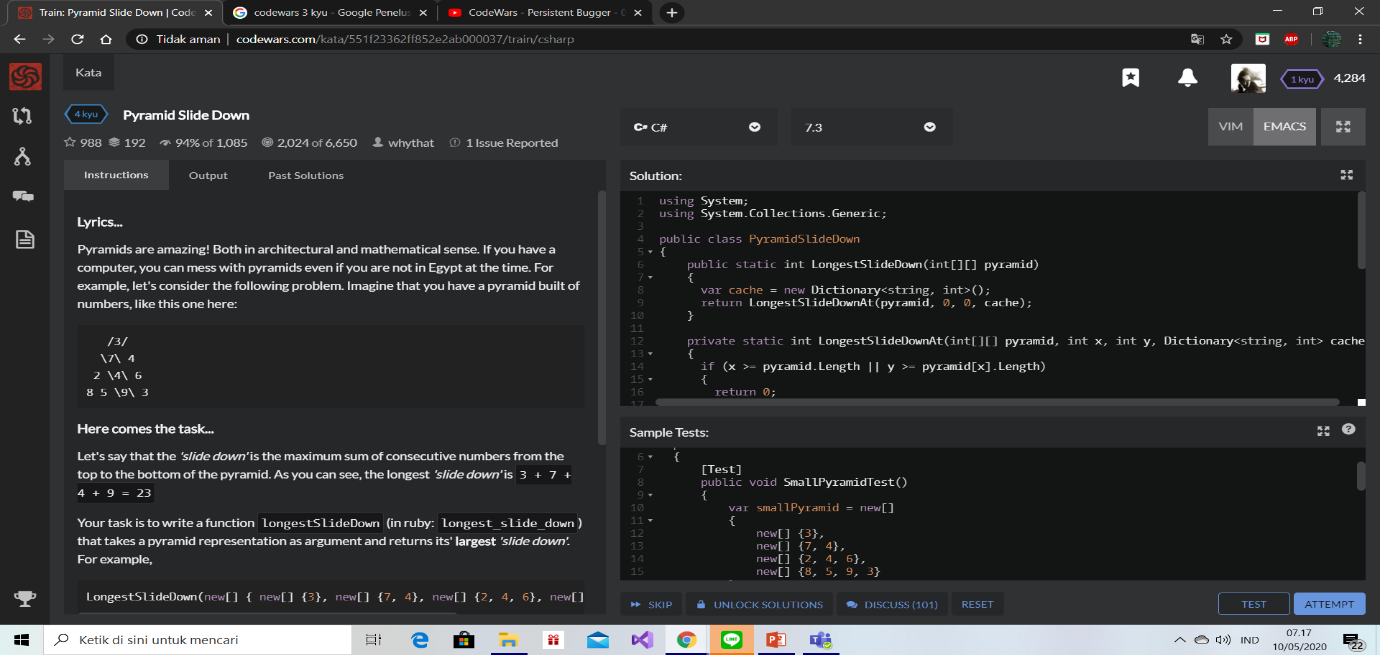 Train: Pyramid Slide Down | Code
codewars 3 kyu - Google Penelus
CodeWars - Persistent Bugger -
Tidak aman | codewars.com/kata/551f23362ff852e2ab000037/train/csharp
ABP
Kata
1 kyu 4,284
4 kyu Pyramid Slide Down
988 192 94% of 1,085 2,024 of 6,650 whythat 1 Issue Reported
C# C# 7.3 VIM EMACS
Instructions Output Past Solutions
Lyrics...
Pyramids are amazing! Both in architectural and mathematical sense. If you have a
computer, you can mess with pyramids even if you are not in Egypt at the time. For
example, let's consider the following problem. Imagine that you have a pyramid built of
numbers, like this one here:
/3/
\7\ 4
2 \4\ 6
8 5 \9\ 3
Here comes the task...
Let's say that the 'slide down' is the maximum sum of consecutive numbers from the
top to the bottom of the pyramid. As you can see, the longest 'slide down' is 3 + 7 +
4 + 9 = 23
Your task is to write a function longestSlideDown (in ruby: longest_slide_down )
that takes a pyramid representation as argument and returns its' largest 'slide down'.
For example,
LongestSlideDown(new[] { new[] {3}, new[] {7, 4}, new[] {2, 4, 6}, new[]
Solution:
1 using System;
2 using System.Collections.Generic;
3
4 public class PyramidSlideDown
5 {
6 public static int LongestSlideDown(int[][] pyramid)
7 {
8 var cache = new Dictionary<string, int>();
9 return LongestSlideDownAt(pyramid, 0, 0, cache);
10 }
11
12 private static int LongestSlideDownAt(int[][] pyramid, int x, int y, Dictionary<string, int> cache
13 {
14 if (x >= pyramid.Length || y >= pyramid[x].Length)
15 {
16 return 0;
17
Sample Tests:
6 {
7 [Test]
8 public void SmallPyramidTest()
9 {
10 var smallPyramid = new[]
11 {
12 new[] {3},
13 new[] {7, 4},
14 new[] {2, 4, 6},
15 new[] {8, 5, 9, 3}
SKIP UNLOCK SOLUTIONS DISCUSS (101) RESET TEST ATTEMPT
Ketik di sini untuk mencari
LINE
IND
07.17
10/05/2020
22